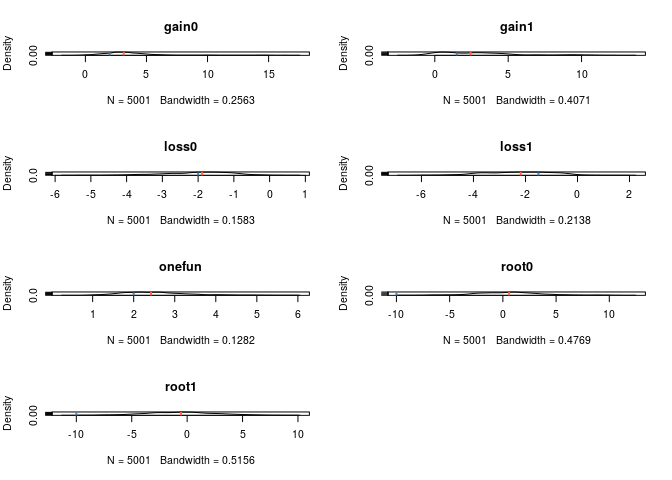 gain0
Density
0.00
0 5 10 15
N = 5001 Bandwidth = 0.2563
gain1
Density
0.00
0 5 10
N = 5001 Bandwidth = 0.4071
loss0
Density
0.0
-6 -5 -4 -3 -2 -1 0 1
N = 5001 Bandwidth = 0.1583
loss1
Density
0.00
-6 -4 -2 0 2
N = 5001 Bandwidth = 0.2138
onefun
Density
0.0
1 2 3 4 5 6
N = 5001 Bandwidth = 0.1282
root0
Density
0.00
-10 -5 0 5 10
N = 5001 Bandwidth = 0.4769
root1
Density
0.00
-10 -5 0 5 10
N = 5001 Bandwidth = 0.5156